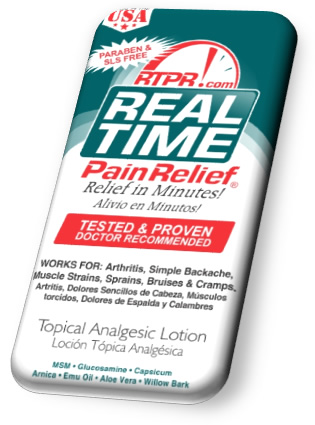 USA
PARABEN &
SLS FREE
RTPR.com
REAL
TIME
PainRelief®
Relief in Minutes!
Alivio en Minutos!
TESTED & PROVEN
DOCTOR RECOMMENDED
WORKS FOR: Arthritis, Simple Backache,
Muscle Strains, Sprains, Bruises & Cramps.
Artritis, Dolores Sencillos de Cabeza, Músculos
torcidos, Dolores de Espalda y Calambres
Topical Analgesic Lotion
Loción Tópica Analgésica
MSM • Glucosamine • Capsicum
Arnica • Emu Oil • Aloe Vera • Willow Bark